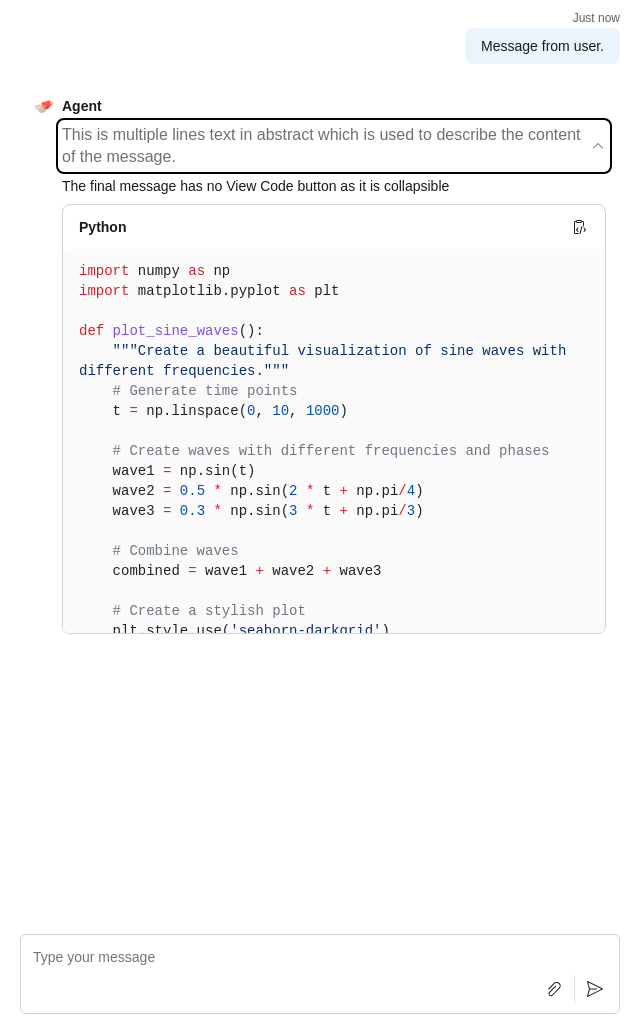 Just now
Message from user.
Agent
This is multiple lines text in abstract which is used to describe the content
of the message.
The final message has no View Code button as it is collapsible
Python
import numpy as np
import matplotlib.pyplot as plt
def plot_sine_waves():
    """Create a beautiful visualization of sine waves with
different frequencies."""
    # Generate time points
    t = np.linspace(0, 10, 1000)
    # Create waves with different frequencies and phases
    wave1 = np.sin(t)
    wave2 = 0.5 * np.sin(2 * t + np.pi/4)
    wave3 = 0.3 * np.sin(3 * t + np.pi/3)
    # Combine waves
    combined = wave1 + wave2 + wave3
    # Create a stylish plot
    plt.style.use('seaborn-darkgrid')
Type your message